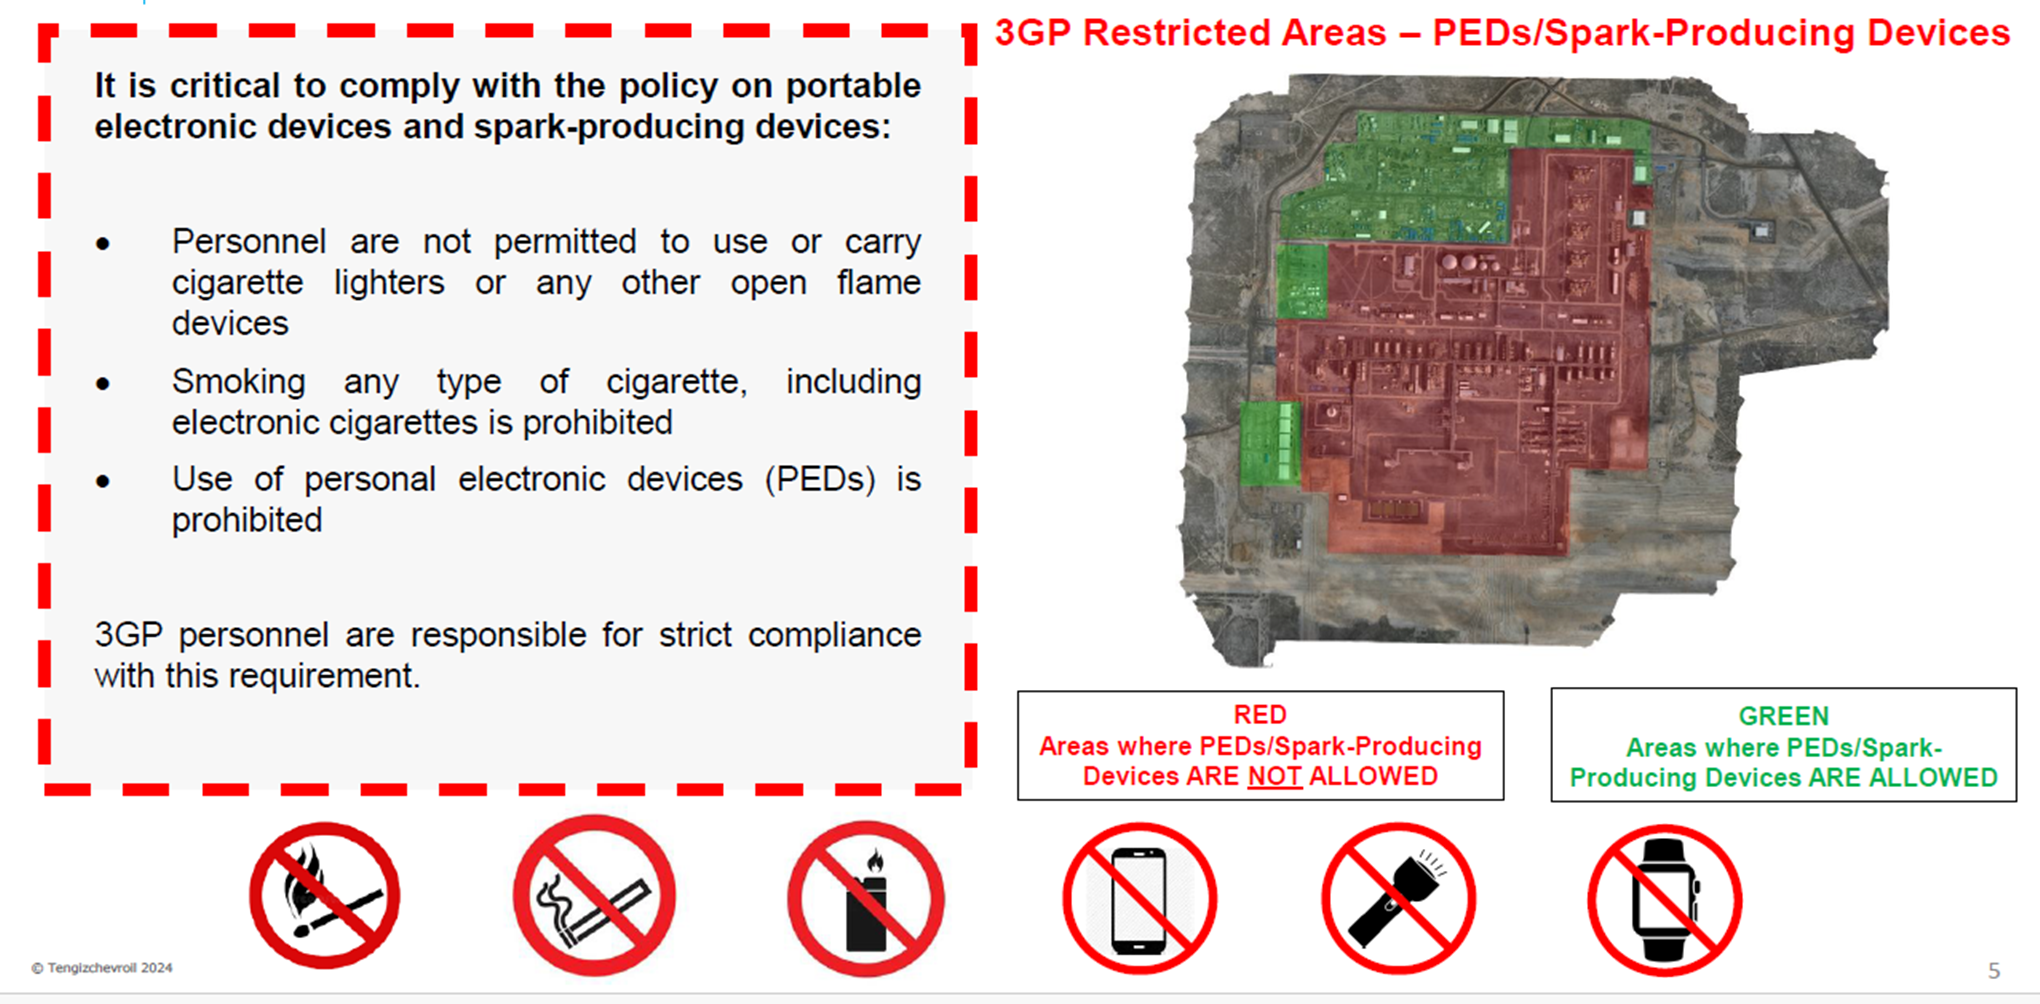 3GP Restricted Areas – PEDs/Spark-Producing Devices
It is critical to comply with the policy on portable
electronic devices and spark-producing devices:
• Personnel are not permitted to use or carry
cigarette lighters or any other open flame
devices
• Smoking any type of cigarette, including
electronic cigarettes is prohibited
• Use of personal electronic devices (PEDs) is
prohibited
3GP personnel are responsible for strict compliance
with this requirement.
RED
Areas where PEDs/Spark-Producing
Devices ARE NOT ALLOWED
GREEN
Areas where PEDs/Spark-
Producing Devices ARE ALLOWED
© Tengizchevroil 2024
5